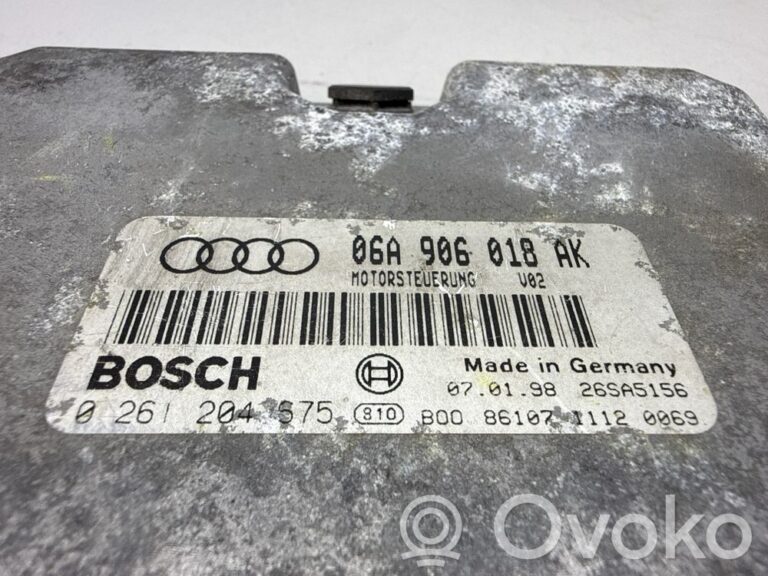 06A 906 018 AK
MOTORSTEUERUNG V02
BOSCH
Made in Germany
07.01.98 26SA5156
0 261 204 675 810 B00 86107 1112 0069
Ovoko